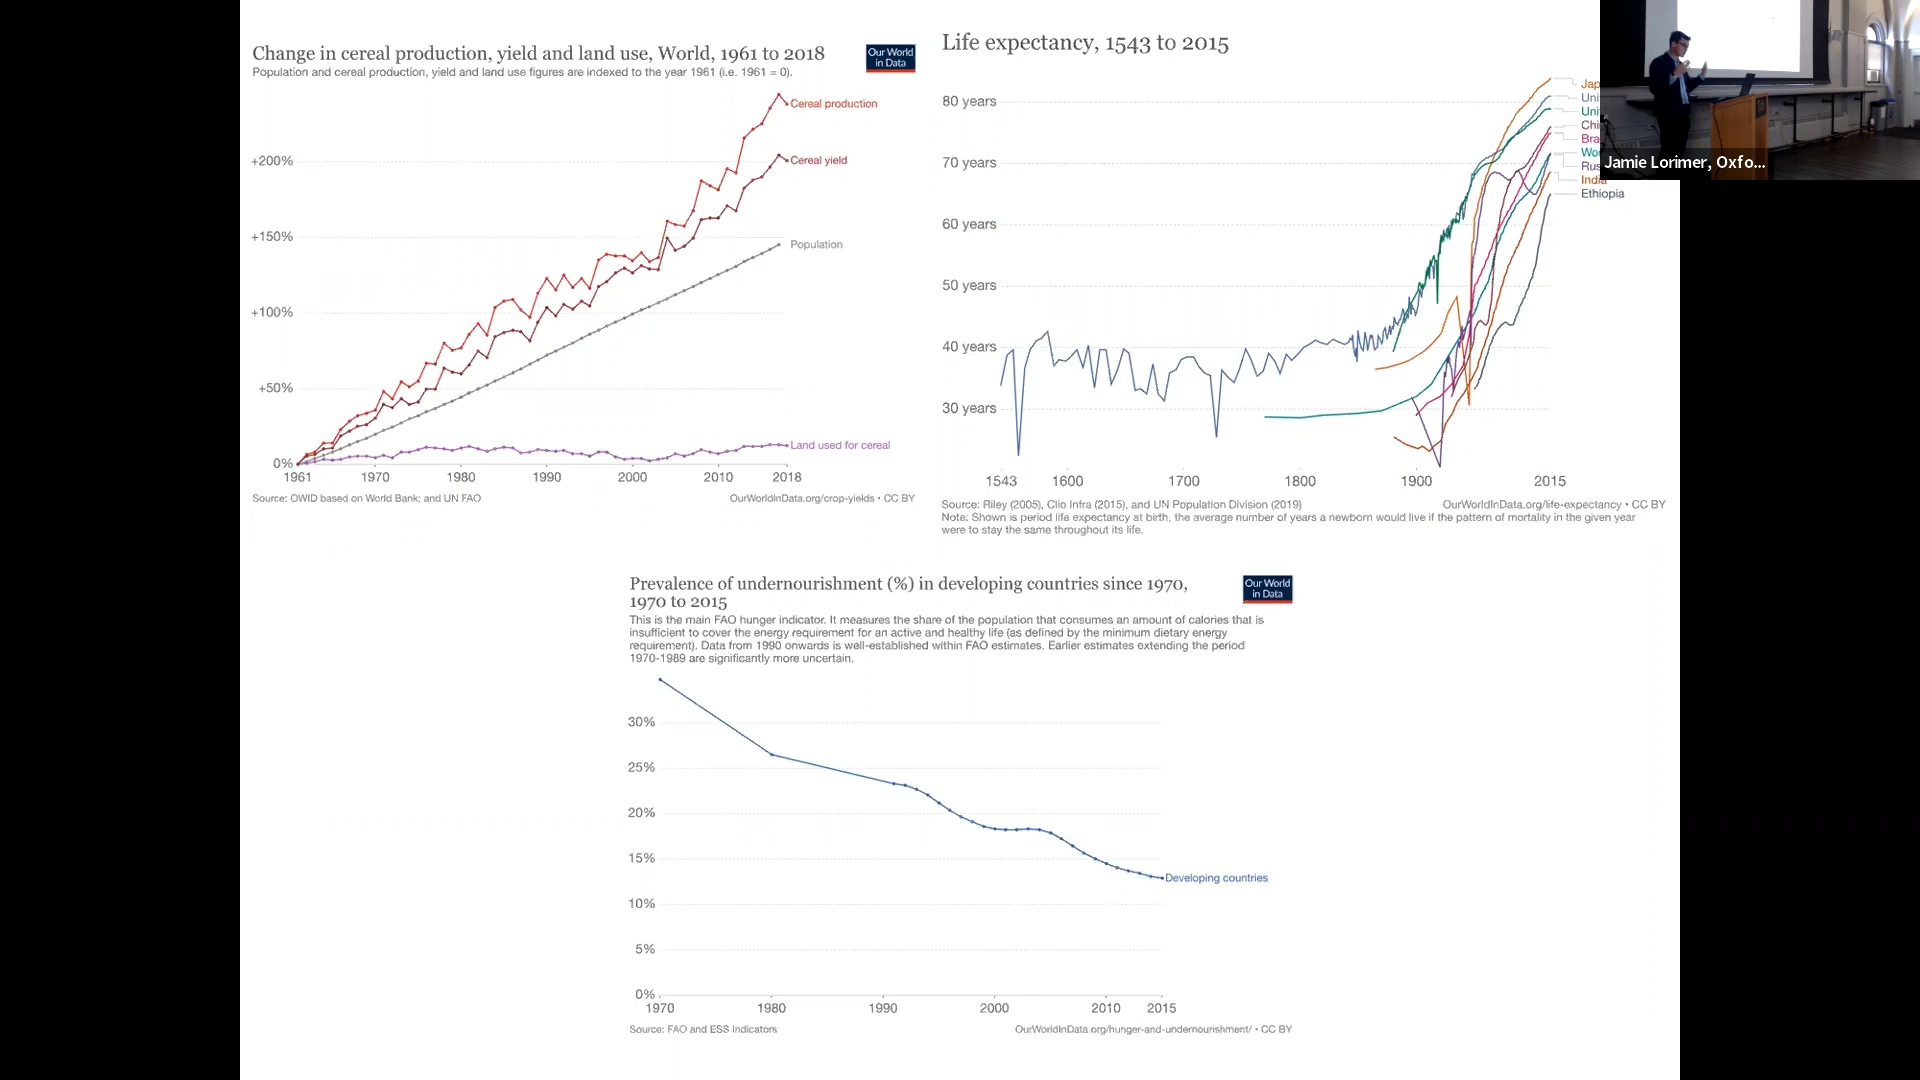 Change in cereal production, yield and land use, World, 1961 to 2018
Population and cereal production, yield and land use figures are indexed to the year 1961 (i.e. 1961 = 0).
Our World
in Data
Cereal production
+200%
Cereal yield
+150%
Population
+100%
+50%
Land used for cereal
0%
1961 1970 1980 1990 2000 2010 2018
Source: OWID based on World Bank; and UN FAO
OurWorldInData.org/crop-yields • CC BY
Life expectancy, 1543 to 2015
80 years
70 years
60 years
50 years
40 years
30 years
Jap
Uni
Uni
Chi
Bra
Wo
Rus
India
Ethiopia
1543 1600 1700 1800 1900 2015
Source: Riley (2005), Clio Infra (2015), and UN Population Division (2019)
OurWorldInData.org/life-expectancy • CC BY
Note: Shown is period life expectancy at birth, the average number of years a newborn would live if the pattern of mortality in the given year
were to stay the same throughout its life.
Jamie Lorimer, Oxfo...
Prevalence of undernourishment (%) in developing countries since 1970,
1970 to 2015
Our World
in Data
This is the main FAO hunger indicator. It measures the share of the population that consumes an amount of calories that is
insufficient to cover the energy requirement for an active and healthy life (as defined by the minimum dietary energy
requirement). Data from 1990 onwards is well-established within FAO estimates. Earlier estimates extending the period
1970-1989 are significantly more uncertain.
30%
25%
20%
15%
Developing countries
10%
5%
0%
1970 1980 1990 2000 2010 2015
Source: FAO and ESS Indicators
OurWorldInData.org/hunger-and-undernourishment/ • CC BY